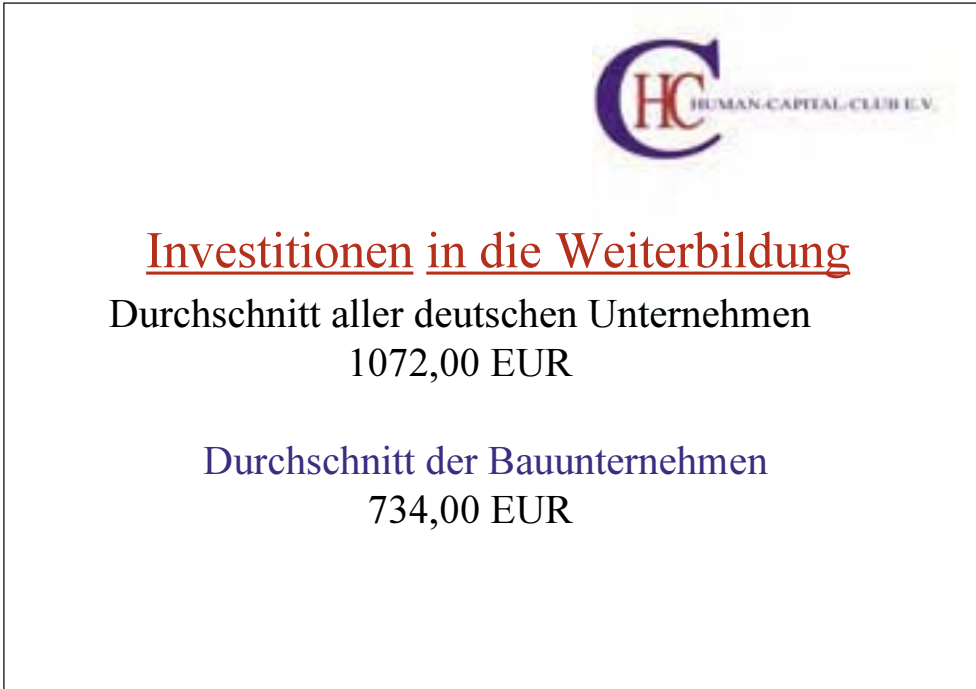 CHC
HUMAN-CAPITAL-CLUB E.V.
Investitionen in die Weiterbildung
Durchschnitt aller deutschen Unternehmen
1072,00 EUR
Durchschnitt der Bauunternehmen
734,00 EUR